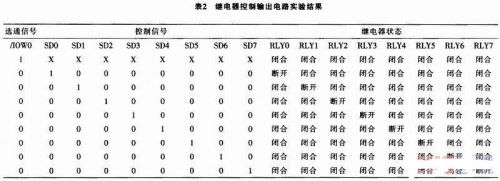 表2 继电器控制输出电路实验结果
选通信号 控制信号 继电器状态
/IOW0 SD0 SD1 SD2 SD3 SD4 SD5 SD6 SD7 RLY0 RLY1 RLY2 RLY3 RLY4 RLY5 RLY6 RLY7
1 X X X X X X X X 闭合 闭合 闭合 闭合 闭合 闭合 闭合 闭合
0 1 0 0 0 0 0 0 0 断开 闭合 闭合 闭合 闭合 闭合 闭合 闭合
0 0 1 0 0 0 0 0 0 闭合 断开 闭合 闭合 闭合 闭合 闭合 闭合
0 0 0 1 0 0 0 0 0 闭合 闭合 断开 闭合 闭合 闭合 闭合 闭合
0 0 0 0 1 0 0 0 0 闭合 闭合 闭合 断开 闭合 闭合 闭合 闭合
0 0 0 0 0 1 0 0 0 闭合 闭合 闭合 闭合 断开 闭合 闭合 闭合
0 0 0 0 0 0 1 0 0 闭合 闭合 闭合 闭合 闭合 断开 闭合 闭合
0 0 0 0 0 0 0 1 0 闭合 闭合 闭合 闭合 闭合 闭合 断开 闭合
0 0 0 0 0 0 0 0 1 闭合 闭合 闭合 闭合 闭合 闭合 闭合 断开